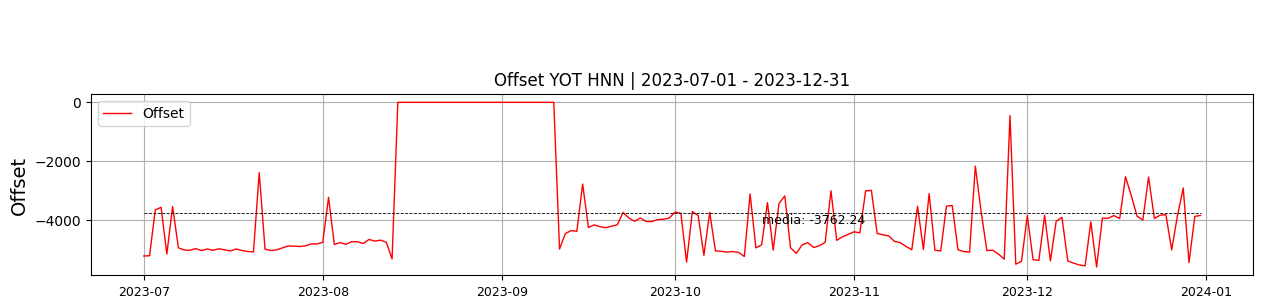 Offset YOT HNN | 2023-07-01 - 2023-12-31
Offset
0
−2000
−4000
Offset
media: -3762.24
2023-07
2023-08
2023-09
2023-10
2023-11
2023-12
2024-01